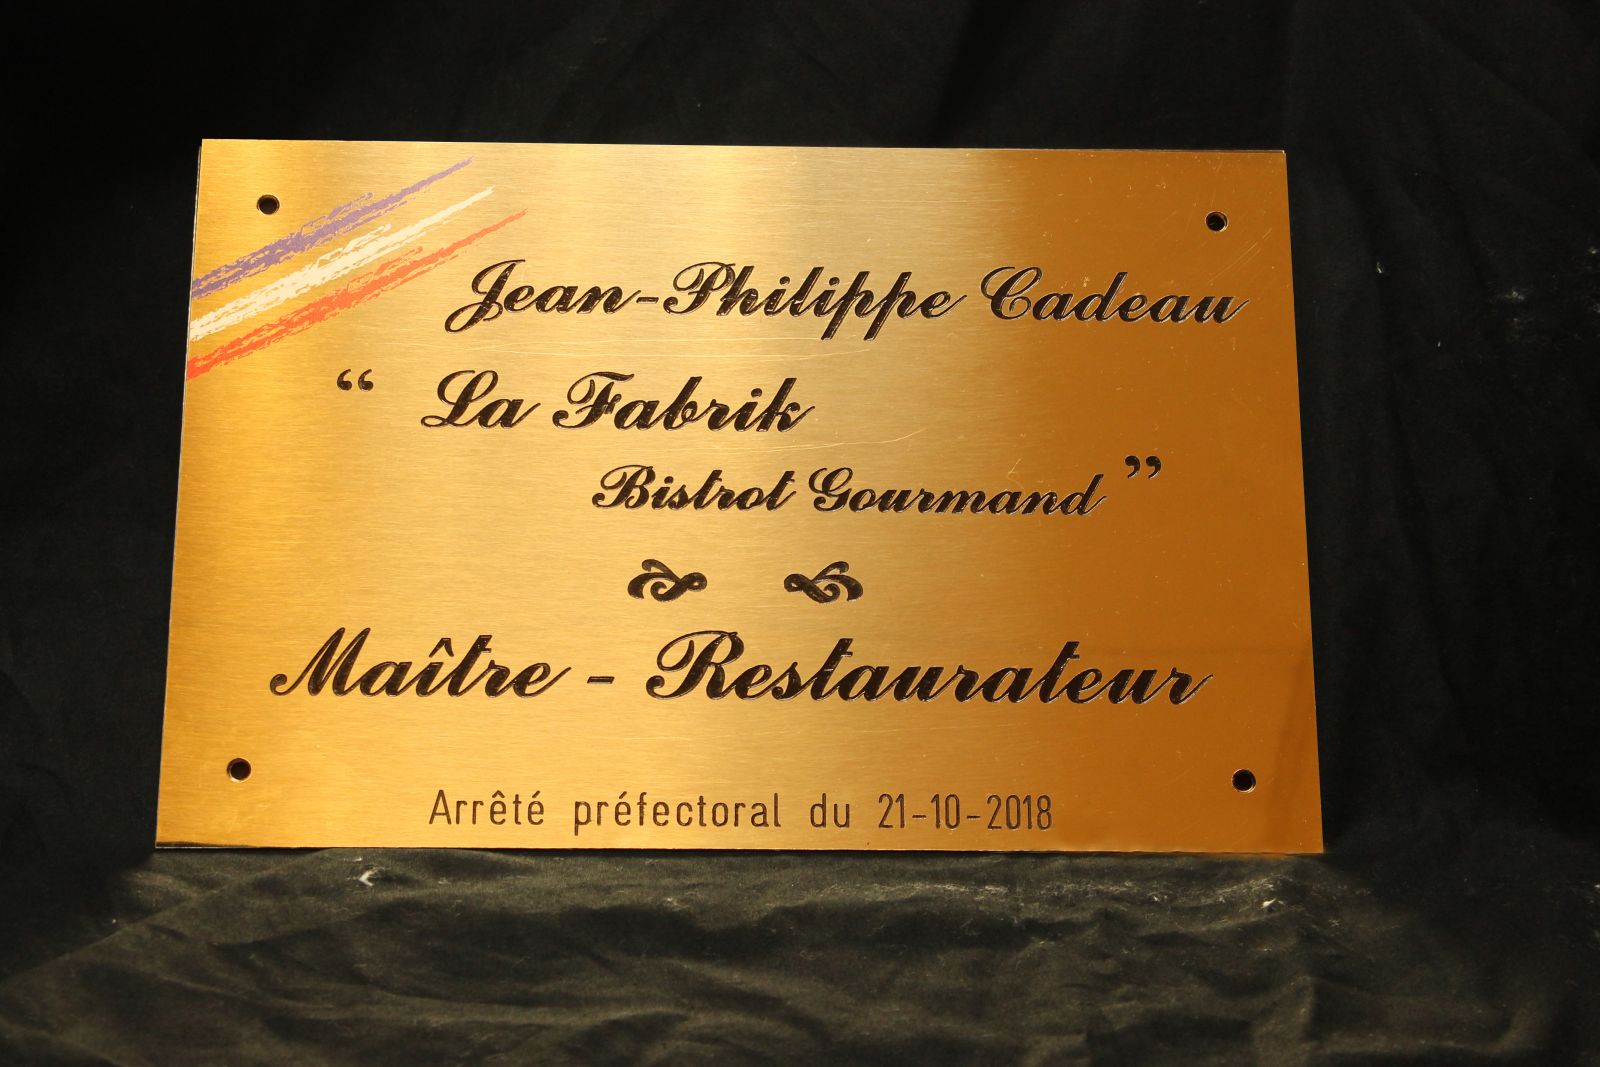 Jean-Philippe Cadeau
“ La Fabrik
Bistrot Gourmand ”
Maître - Restaurateur
Arrêté préfectoral du 21-10-2018